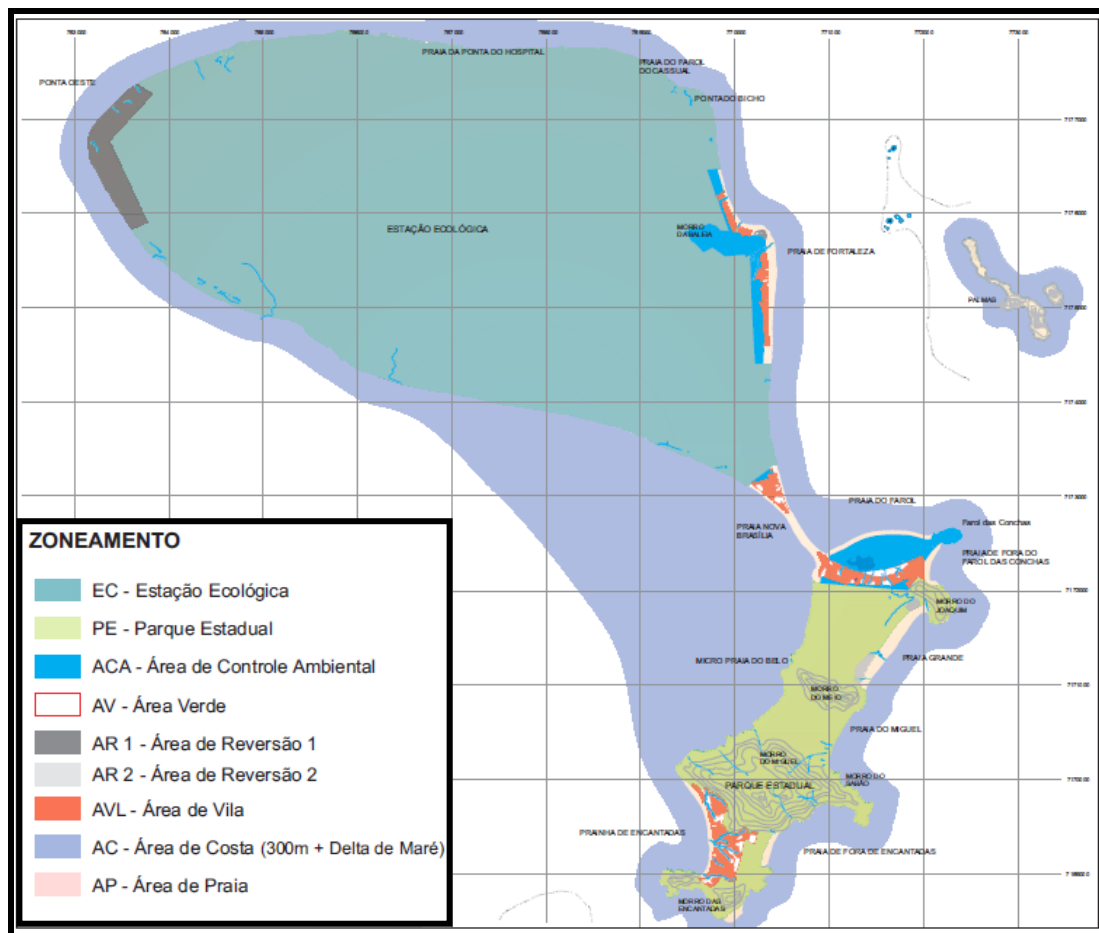 PRAIA DA PONTA DO HOSPITAL
PRAIA DO FAROL
DO CASSUAL
PONTA OESTE
PONTA DO BICHO
ESTAÇÃO ECOLÓGICA
MORRO
DA BALEIA
PRAIA DE FORTALEZA
PALMAS
PRAIA DO FAROL
Farol das Conchas
PRAIA NOVA
BRASÍLIA
PRAIA DE FORA DO
FAROL DAS CONCHAS
MORRO DO
JOAQUIM
MICRO PRAIA DO BELO
PRAIA GRANDE
MORRO
DO MEIO
PRAIA DO MIGUEL
MORRO
DO MIGUEL
MORRO DO
SABÃO
PARQUE ESTADUAL
PRAINHA DE ENCANTADAS
PRAIA DE FORA DE ENCANTADAS
MORRO DAS
ENCANTADAS
ZONEAMENTO
EC - Estação Ecológica
PE - Parque Estadual
ACA - Área de Controle Ambiental
AV - Área Verde
AR 1 - Área de Reversão 1
AR 2 - Área de Reversão 2
AVL - Área de Vila
AC - Área de Costa (300m + Delta de Maré)
AP - Área de Praia